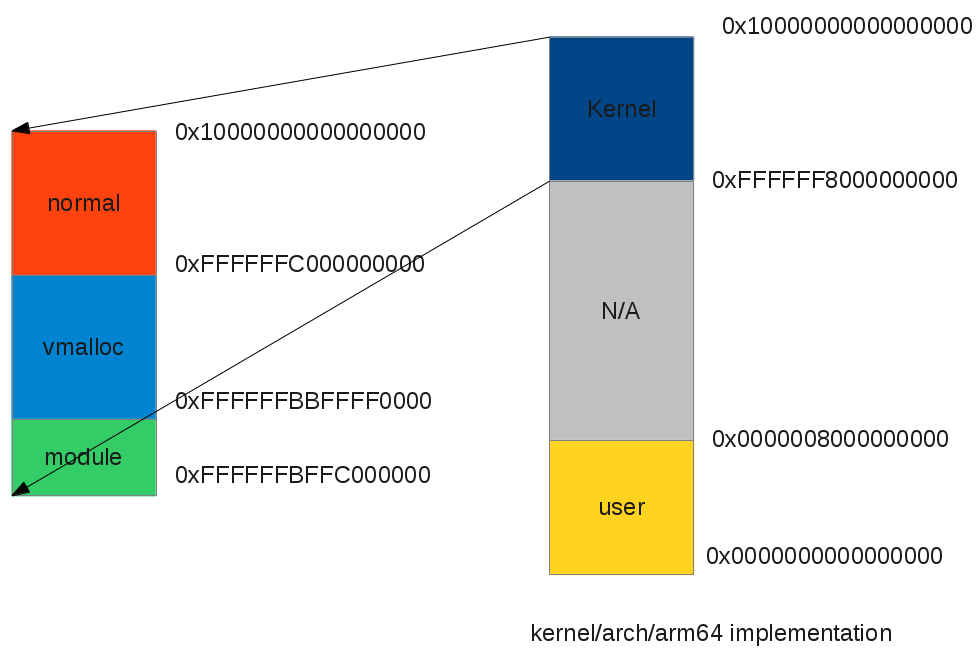 0x10000000000000000
Kernel
0x10000000000000000
0xFFFFFF8000000000
normal
0xFFFFFFC000000000
N/A
vmalloc
0xFFFFFFBBFFFF0000
0x0000008000000000
module
0xFFFFFFBFFC000000
user
0x0000000000000000
kernel/arch/arm64 implementation